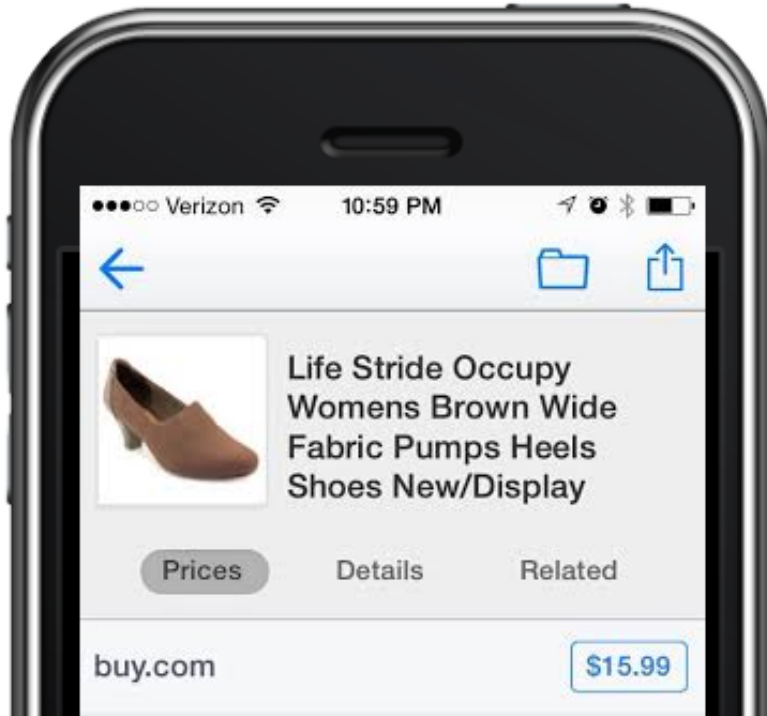 Verizon 10:59 PM
Life Stride Occupy
Womens Brown Wide
Fabric Pumps Heels
Shoes New/Display
Prices Details Related
buy.com $15.99